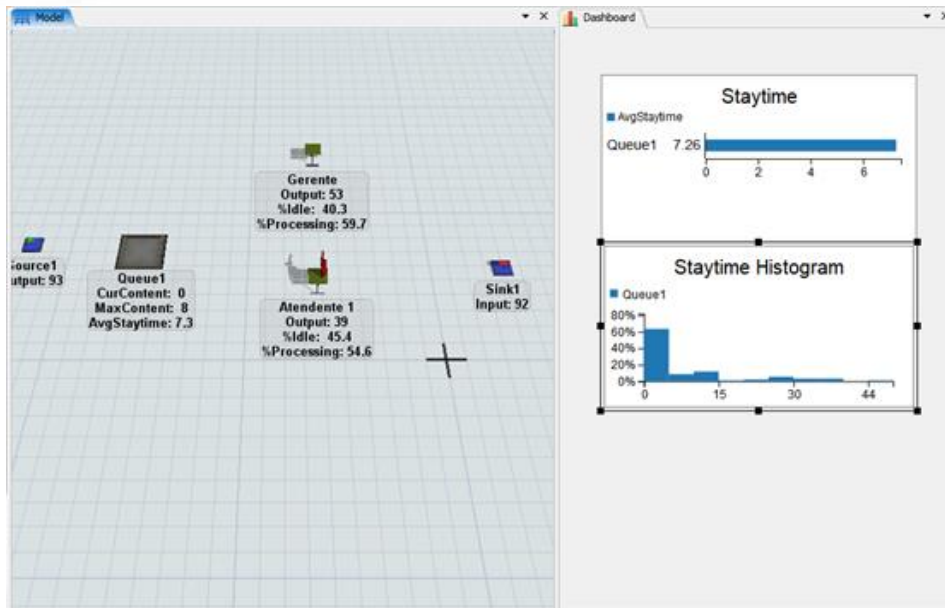 Model
Dashboard
Gerente
Output: 53
%Idle: 40.3
%Processing: 59.7
Source1
Output: 93
Queue1
CurContent: 0
MaxContent: 8
AvgStaytime: 7.3
Atendente 1
Output: 39
%Idle: 45.4
%Processing: 54.6
Sink1
Input: 92
Staytime
AvgStaytime
Queue1 7.26
0 2 4 6
Staytime Histogram
Queue1
80%
60%
40%
20%
0%
0 15 30 44